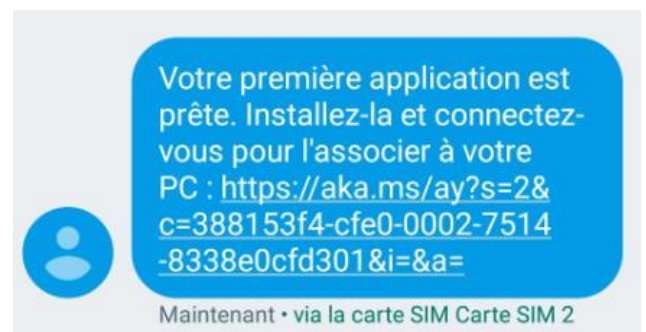 Votre première application est
prête. Installez-la et connectez-
vous pour l'associer à votre
PC : https://aka.ms/ay?s=2&
c=388153f4-cfe0-0002-7514
-8338e0cfd301&i=&a=
Maintenant • via la carte SIM Carte SIM 2